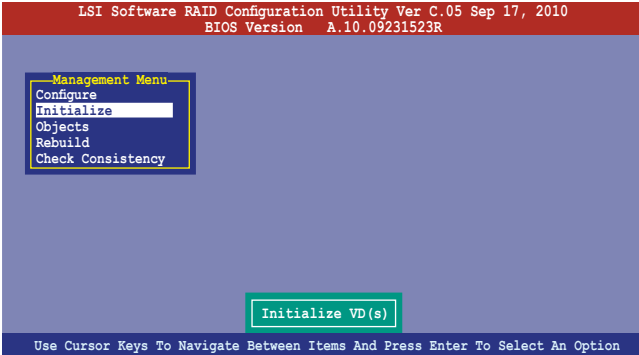 LSI Software RAID Configuration Utility Ver C.05 Sep 17, 2010
BIOS Version A.10.09231523R
Management Menu
Configure
Initialize
Objects
Rebuild
Check Consistency
Initialize VD(s)
Use Cursor Keys To Navigate Between Items And Press Enter To Select An Option